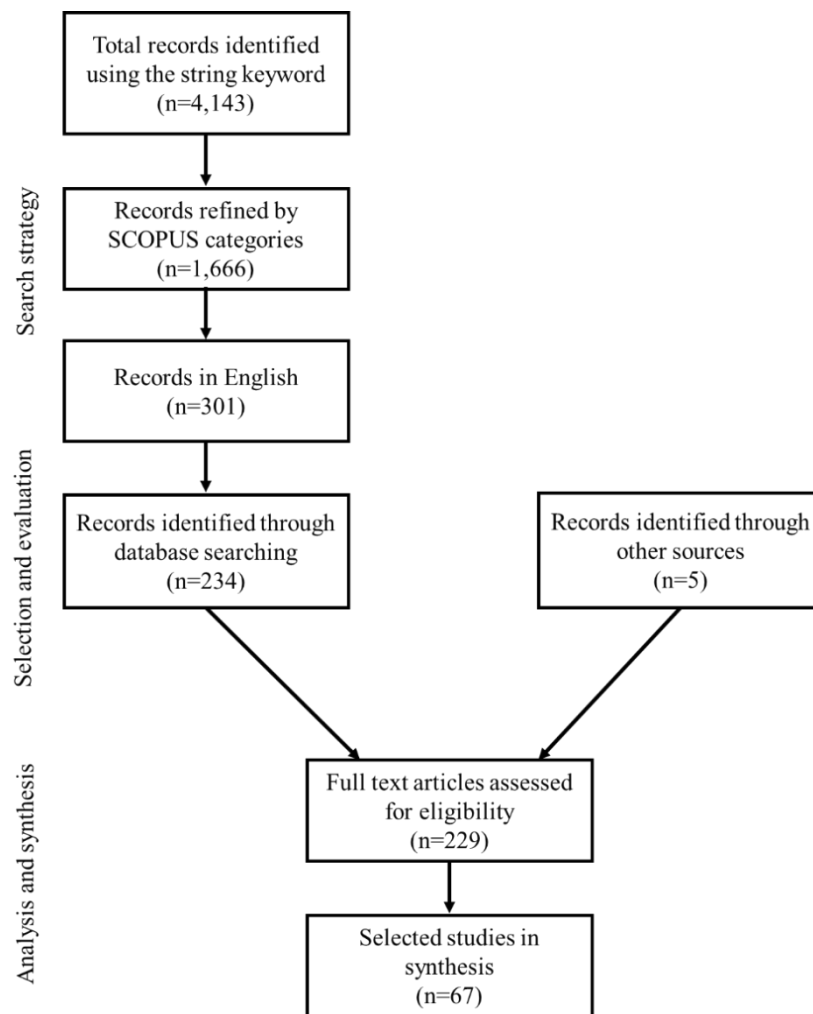 Total records identified
using the string keyword
(n=4,143)
Search strategy
Records refined by
SCOPUS categories
(n=1,666)
Records in English
(n=301)
Selection and evaluation
Records identified through
database searching
(n=234)
Records identified through
other sources
(n=5)
Analysis and synthesis
Full text articles assessed
for eligibility
(n=229)
Selected studies in
synthesis
(n=67)